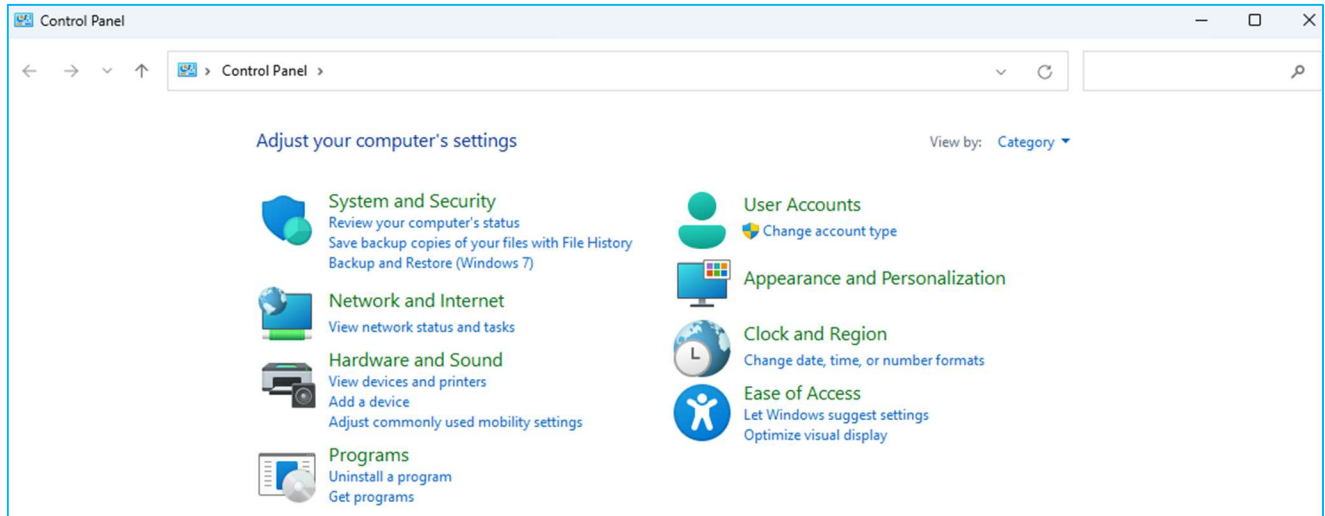 Control Panel
Control Panel
Adjust your computer's settings
View by: Category
System and Security
Review your computer's status
Save backup copies of your files with File History
Backup and Restore (Windows 7)
Network and Internet
View network status and tasks
Hardware and Sound
View devices and printers
Add a device
Adjust commonly used mobility settings
Programs
Uninstall a program
Get programs
User Accounts
Change account type
Appearance and Personalization
Clock and Region
Change date, time, or number formats
Ease of Access
Let Windows suggest settings
Optimize visual display